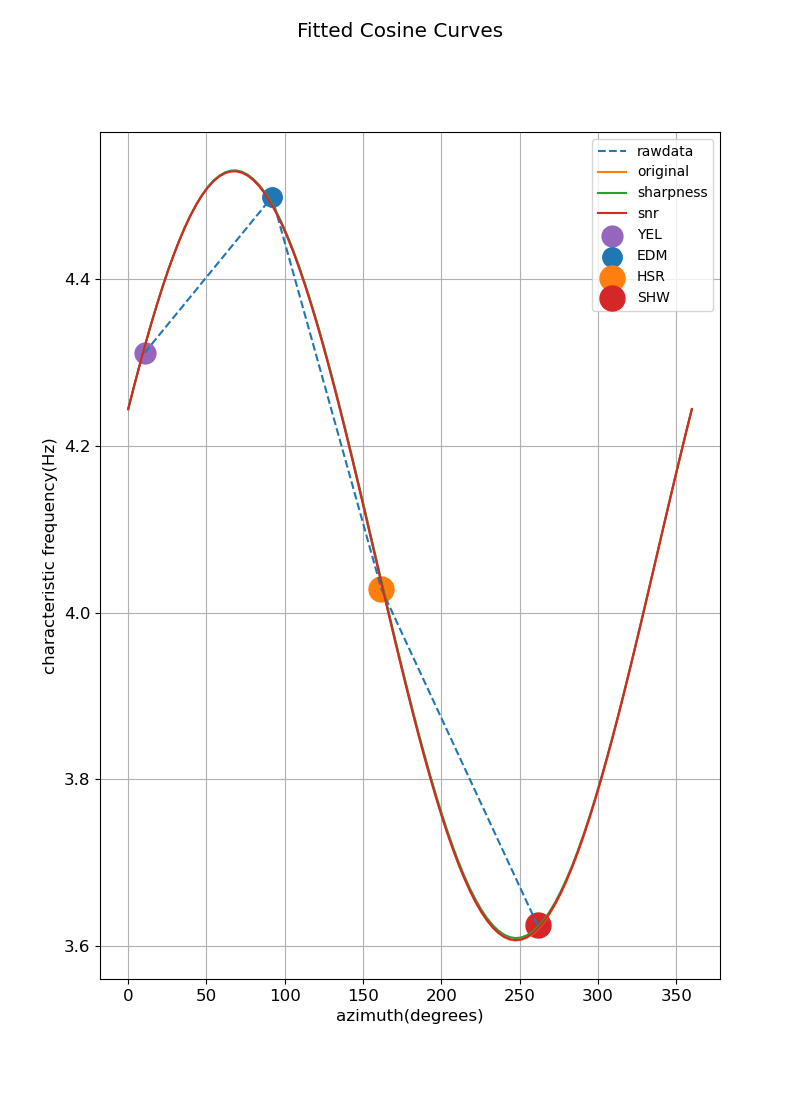 Fitted Cosine Curves
rawdata
original
sharpness
snr
YEL
EDM
HSR
SHW
characteristic frequency(Hz)
4.4
4.2
4.0
3.8
3.6
0 50 100 150 200 250 300 350
azimuth(degrees)